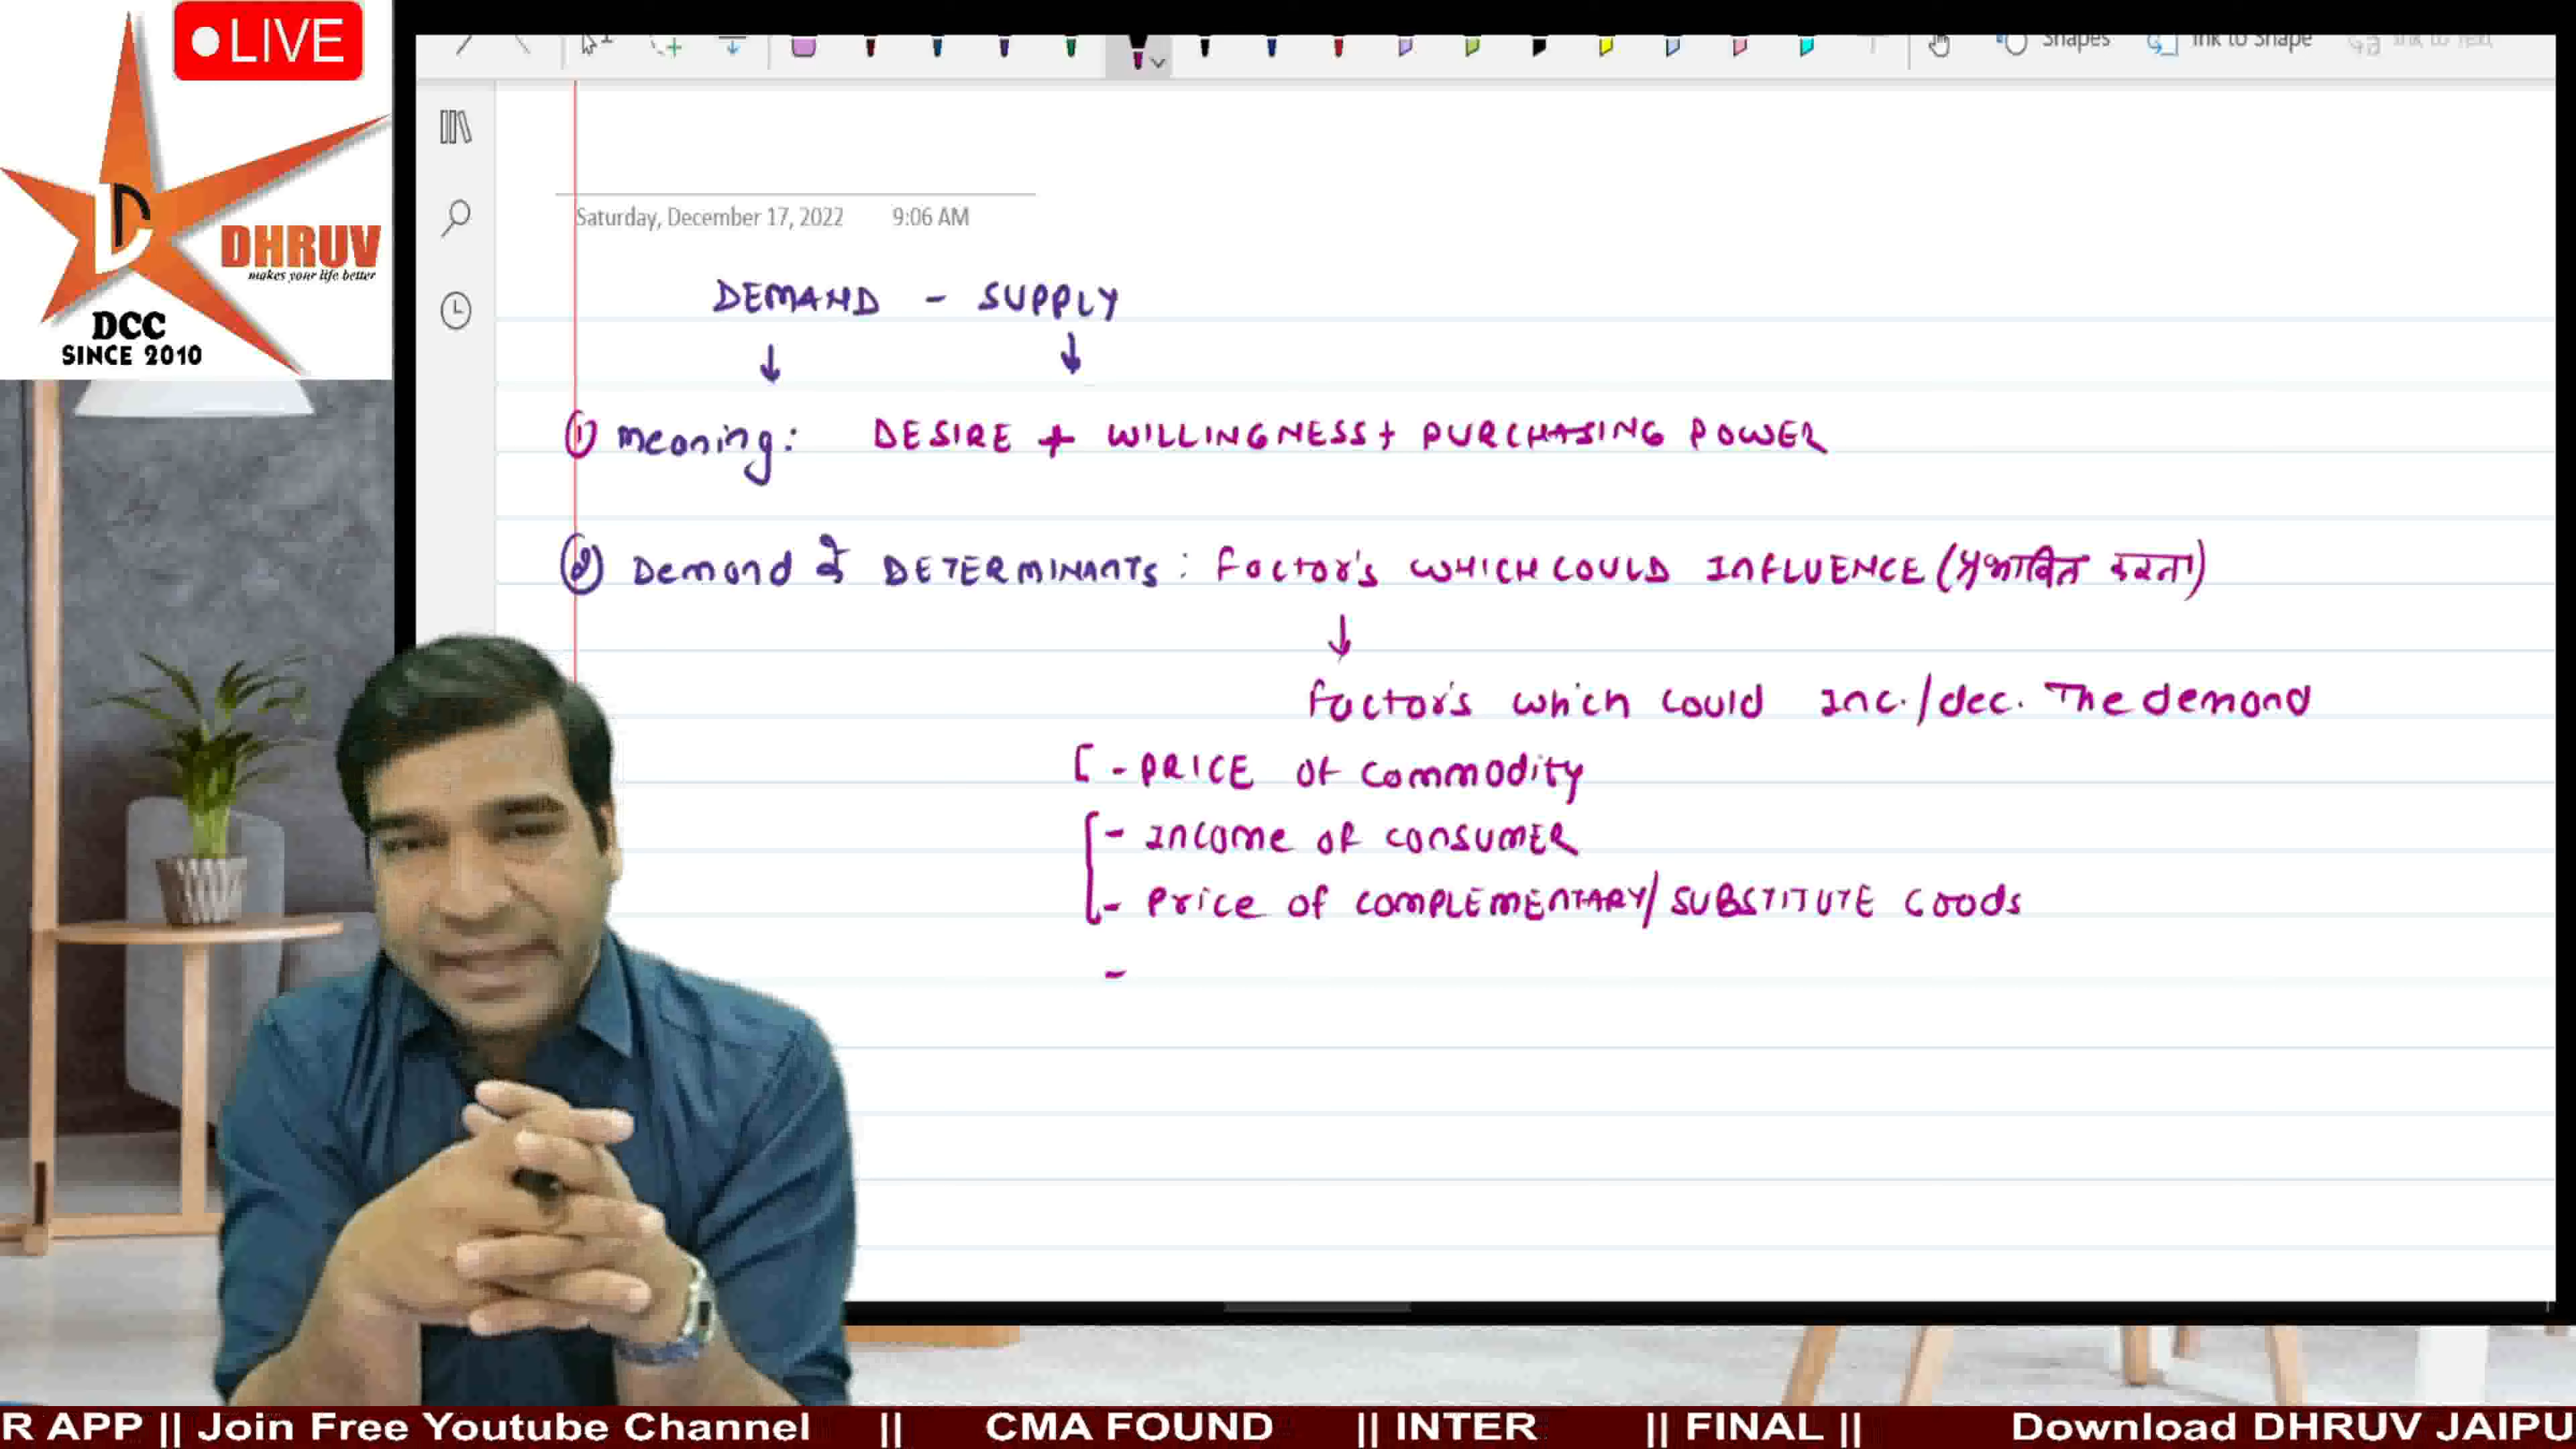 LIVE
D
DHRUV
makes your life better
DCC
SINCE 2010
Shapes
Ink to Shape
Ink to Text
Saturday, December 17, 2022 9:06 AM
DEMAND - SUPPLY
↓ ↓
① meaning: DESIRE + WILLINGNESS + PURCHASING POWER
② Demand के DETERMINANTS : factor's WHICH COULD INFLUENCE (प्रभावित करना)
↓
factor's which could Inc./dec. The demand
[ - PRICE of commodity
- Income of CONSUMER
- Price of COMPLEMENTARY/SUBSTITUTE Goods
-
R APP || Join Free Youtube Channel || CMA FOUND || INTER || FINAL || Download DHRUV JAIPU